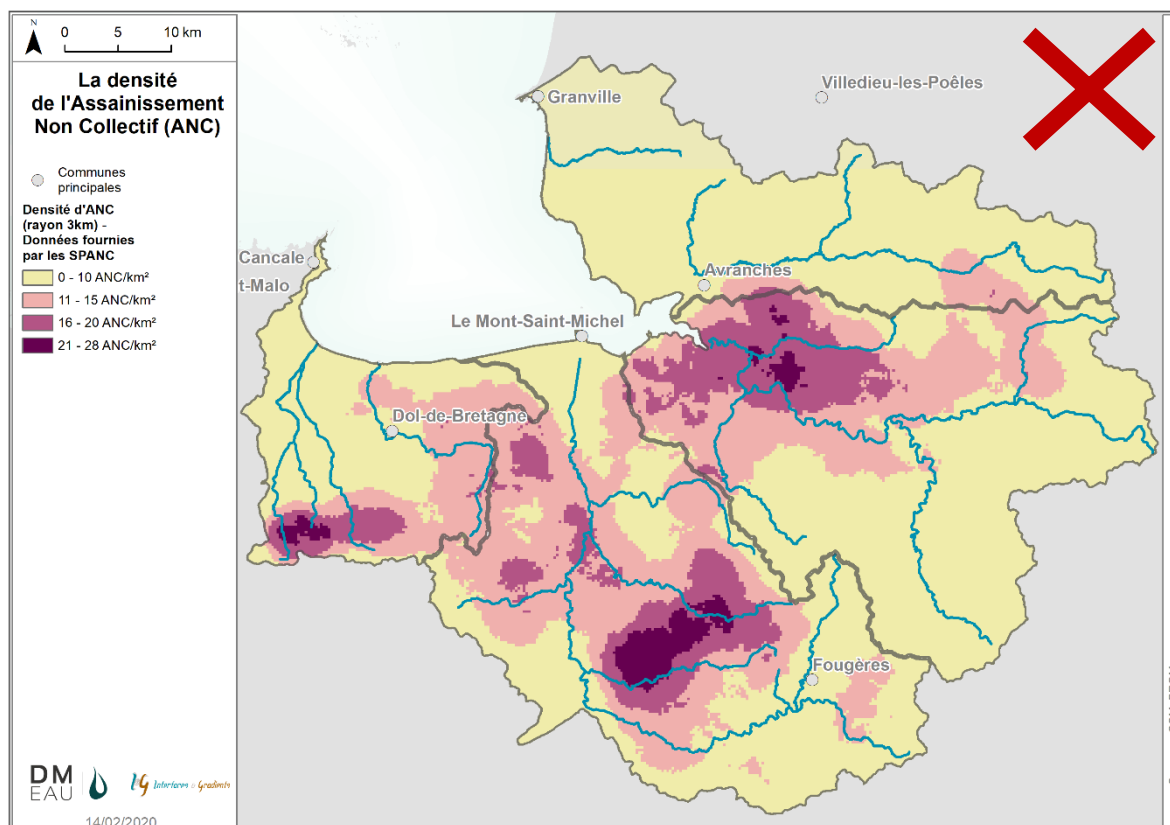 N
0 5 10 km
La densité
de l'Assainissement
Non Collectif (ANC)
Communes
principales
Densité d'ANC
(rayon 3km) -
Données fournies
par les SPANC
0 - 10 ANC/km²
11 - 15 ANC/km²
16 - 20 ANC/km²
21 - 28 ANC/km²
Villedieu-les-Poêles
Granville
Cancale
t-Malo
Avranches
Le Mont-Saint-Michel
Dol-de-Bretagne
Fougères
DM
EAU
Interfaces & Gradients
14/02/2020